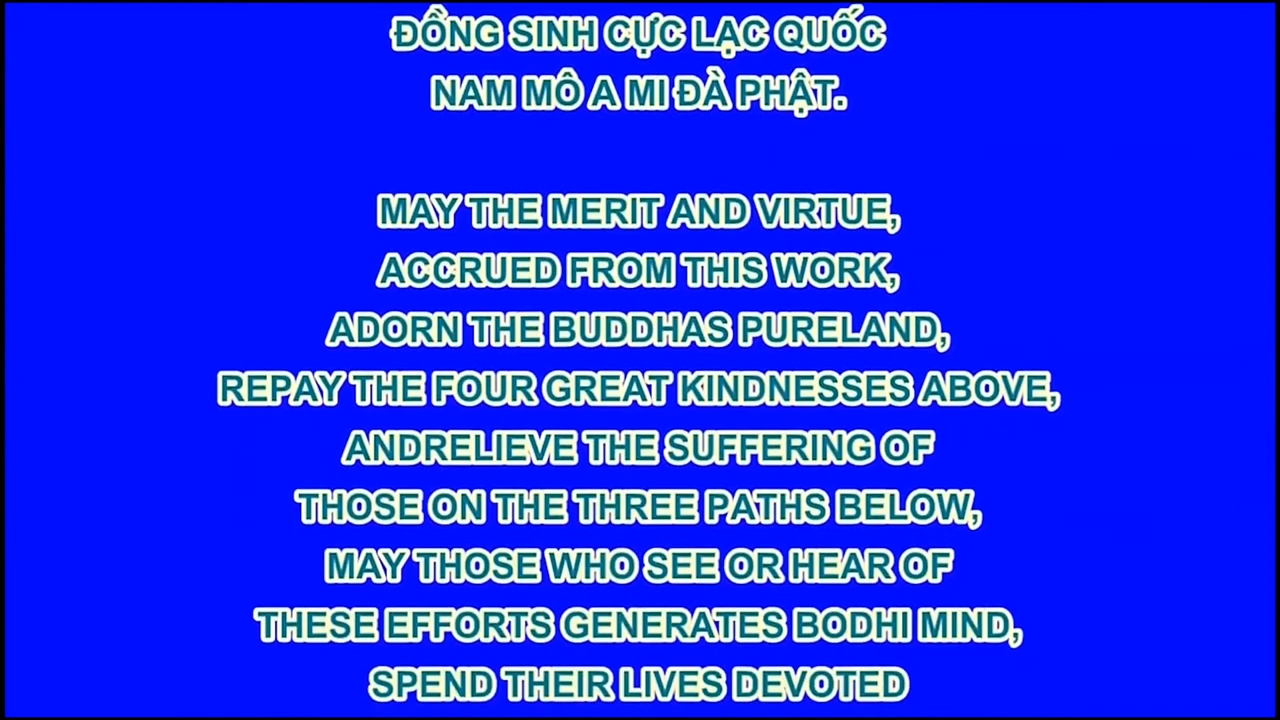 ĐỒNG SINH CỰC LẠC QUỐC
NAM MÔ A MI ĐÀ PHẬT.
MAY THE MERIT AND VIRTUE,
ACCRUED FROM THIS WORK,
ADORN THE BUDDHAS PURELAND,
REPAY THE FOUR GREAT KINDNESSES ABOVE,
ANDRELIEVE THE SUFFERING OF
THOSE ON THE THREE PATHS BELOW,
MAY THOSE WHO SEE OR HEAR OF
THESE EFFORTS GENERATES BODHI MIND,
SPEND THEIR LIVES DEVOTED